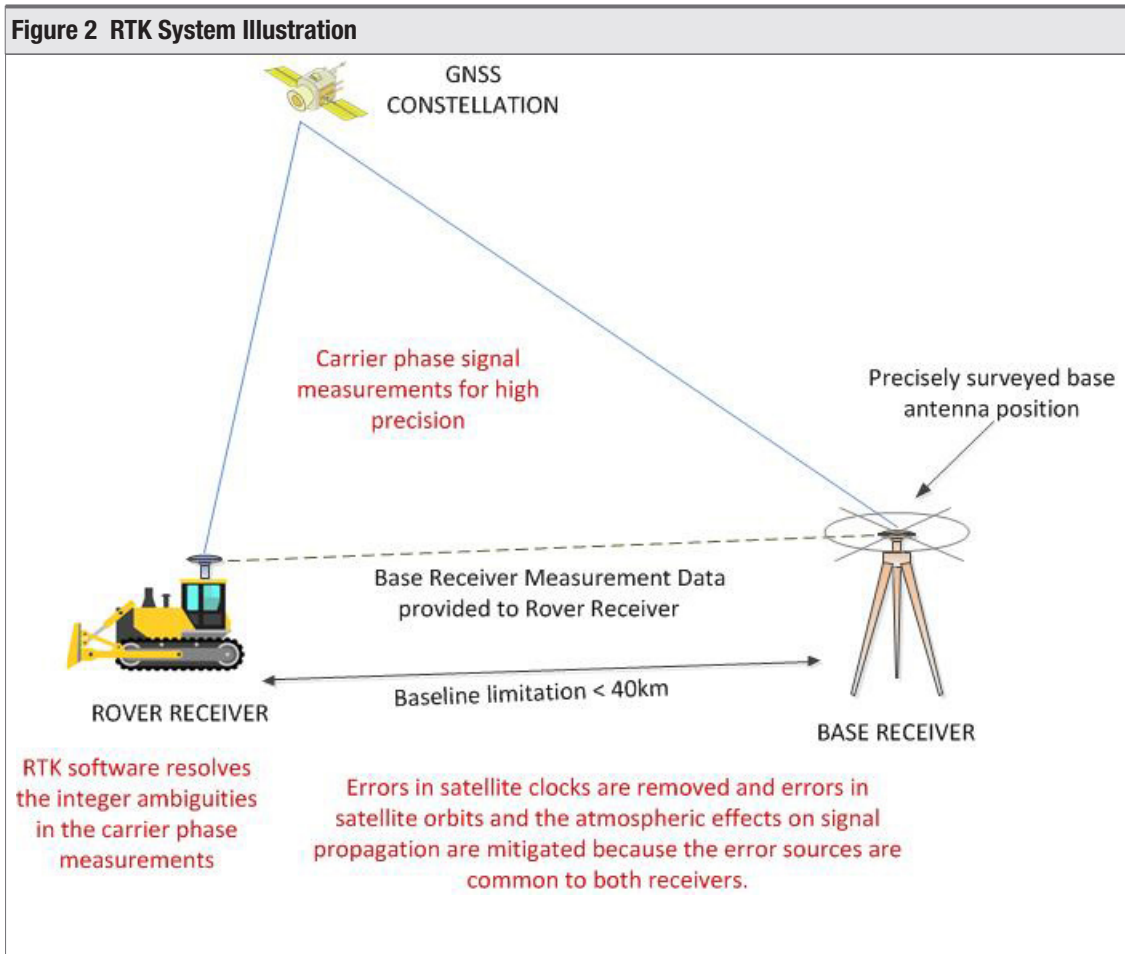 Figure 2 RTK System Illustration
GNSS
CONSTELLATION
Carrier phase signal
measurements for high
precision
Precisely surveyed base
antenna position
Base Receiver Measurement Data
provided to Rover Receiver
Baseline limitation < 40km
ROVER RECEIVER
BASE RECEIVER
RTK software resolves
the integer ambiguities
in the carrier phase
measurements
Errors in satellite clocks are removed and errors in
satellite orbits and the atmospheric effects on signal
propagation are mitigated because the error sources are
common to both receivers.